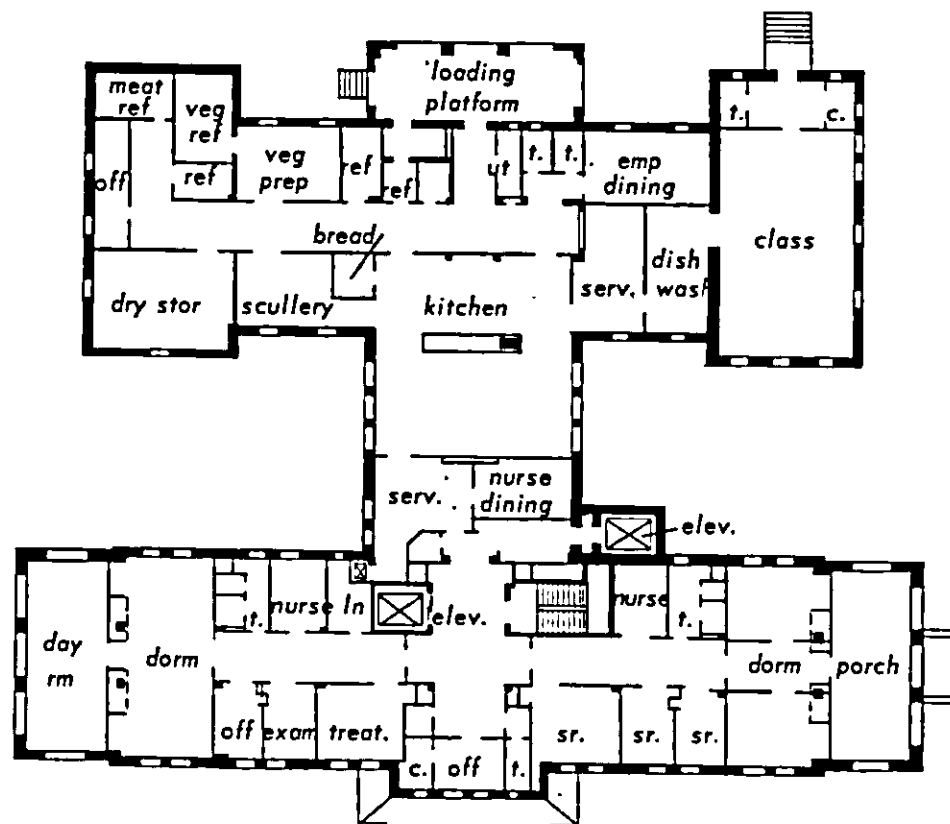 loading
platform
meat
ref
veg
ref
t.
c.
off
ref
veg
prep
ref
ref
ut
t.
t.
emp
dining
bread
class
dry stor
scullery
kitchen
serv.
dish
wash
serv.
nurse
dining
elev.
day
rm
dorm
t.
nurse
ln
elev.
nurse
t.
dorm
porch
off
exam
treat.
sr.
sr.
sr.
c.
off
t.